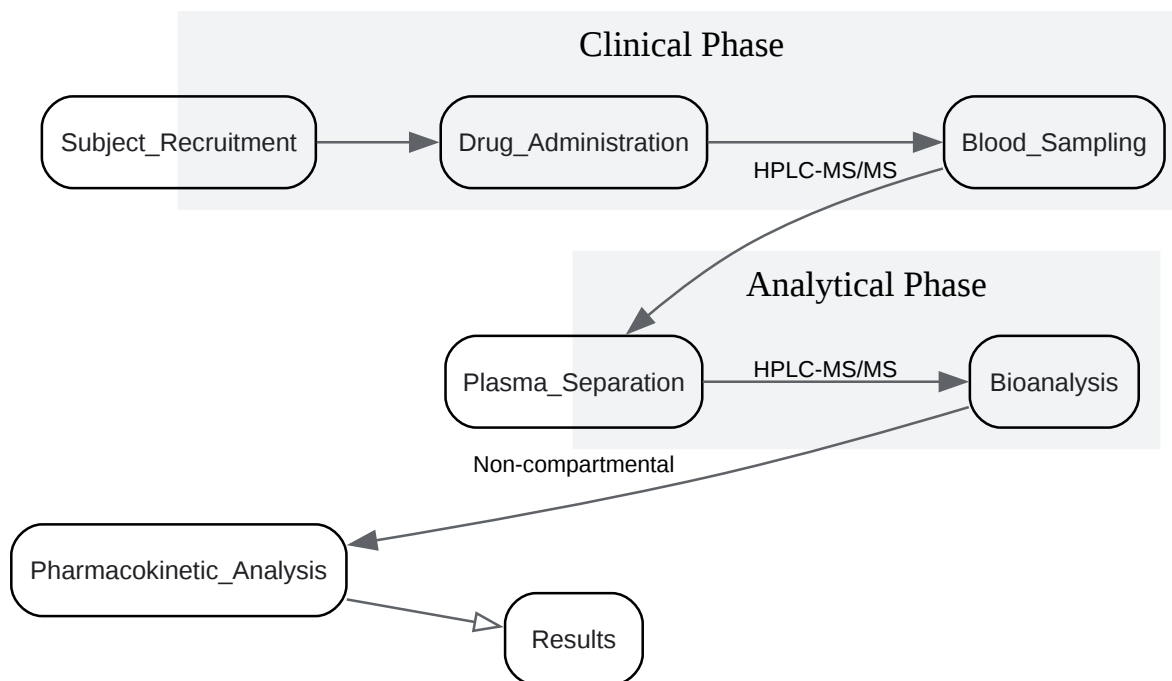 Clinical Phase
Subject_Recruitment
Drug_Administration
Blood_Sampling
HPLC-MS/MS
Analytical Phase
Plasma_Separation
HPLC-MS/MS
Bioanalysis
Non-compartmental
Pharmacokinetic_Analysis
Results